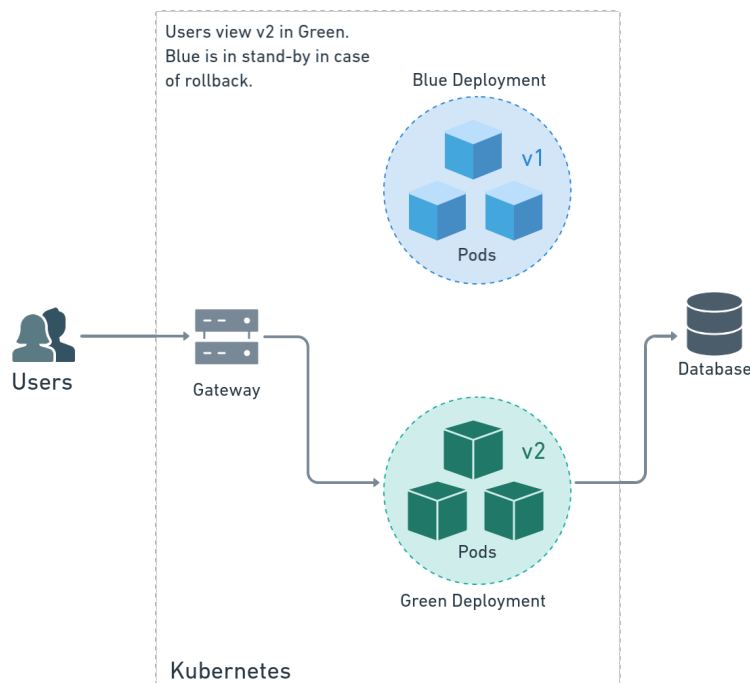 Users view v2 in Green.
Blue is in stand-by in case
of rollback.
Blue Deployment
v1
Pods
Users
Gateway
Database
v2
Pods
Green Deployment
Kubernetes